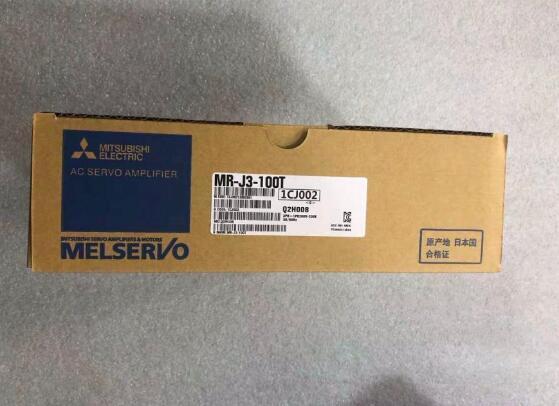 MITSUBISHI
ELECTRIC
AC SERVO AMPLIFIER
MR-J3-100T
1CJ002
Q2H008
MITSUBISHI SERVO AMPLIFIERS & MOTORS
MELSERVO
原产地 日本国
合格证